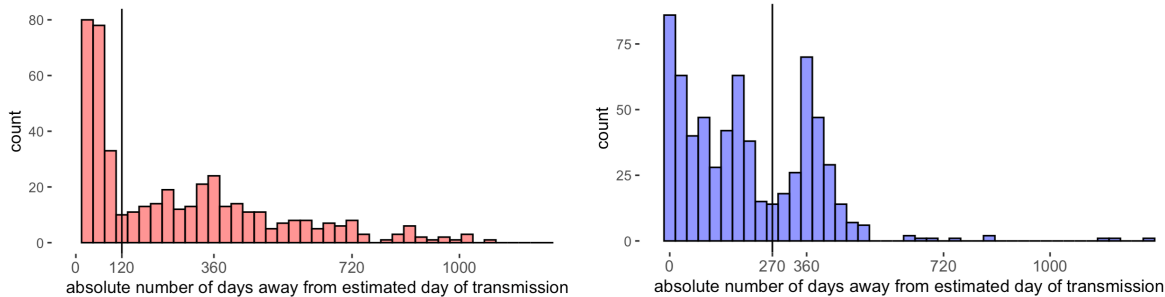 80
60
40
20
0
count
0 120 360 720 1000
absolute number of days away from estimated day of transmission
75
50
25
0
count
0 270 360 720 1000
absolute number of days away from estimated day of transmission